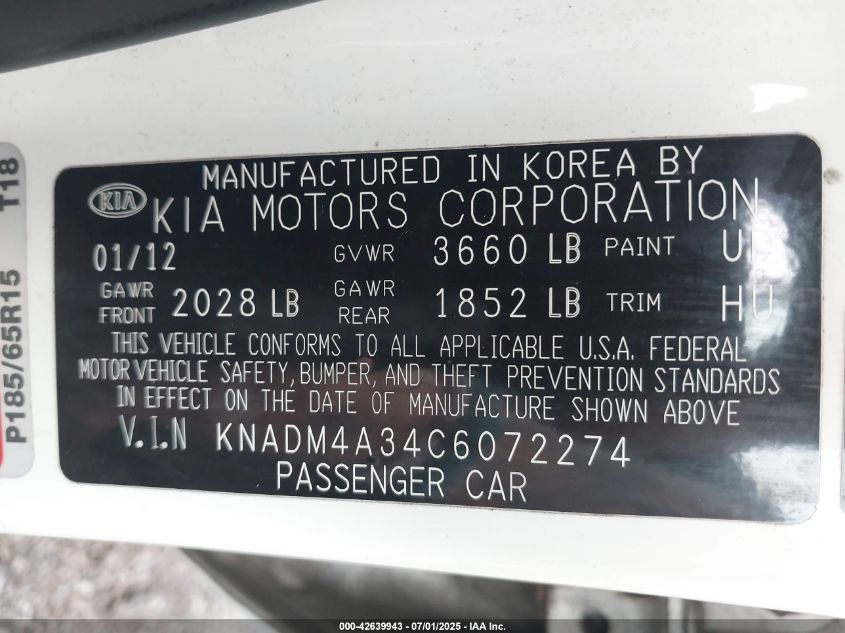 MANUFACTURED IN KOREA BY
KIA KIA MOTORS CORPORATION
01/12 GVWR 3660 LB PAINT
GAWR FRONT 2028 LB GAWR REAR 1852 LB TRIM HU
THIS VEHICLE CONFORMS TO ALL APPLICABLE U.S.A. FEDERAL
MOTOR VEHICLE SAFETY, BUMPER, AND THEFT PREVENTION STANDARDS
IN EFFECT ON THE DATE OF MANUFACTURE SHOWN ABOVE
V.I.N KNADM4A34C6072274
PASSENGER CAR
P185/65R15 T18
000-42639943 - 07/01/2025 - IAA Inc.